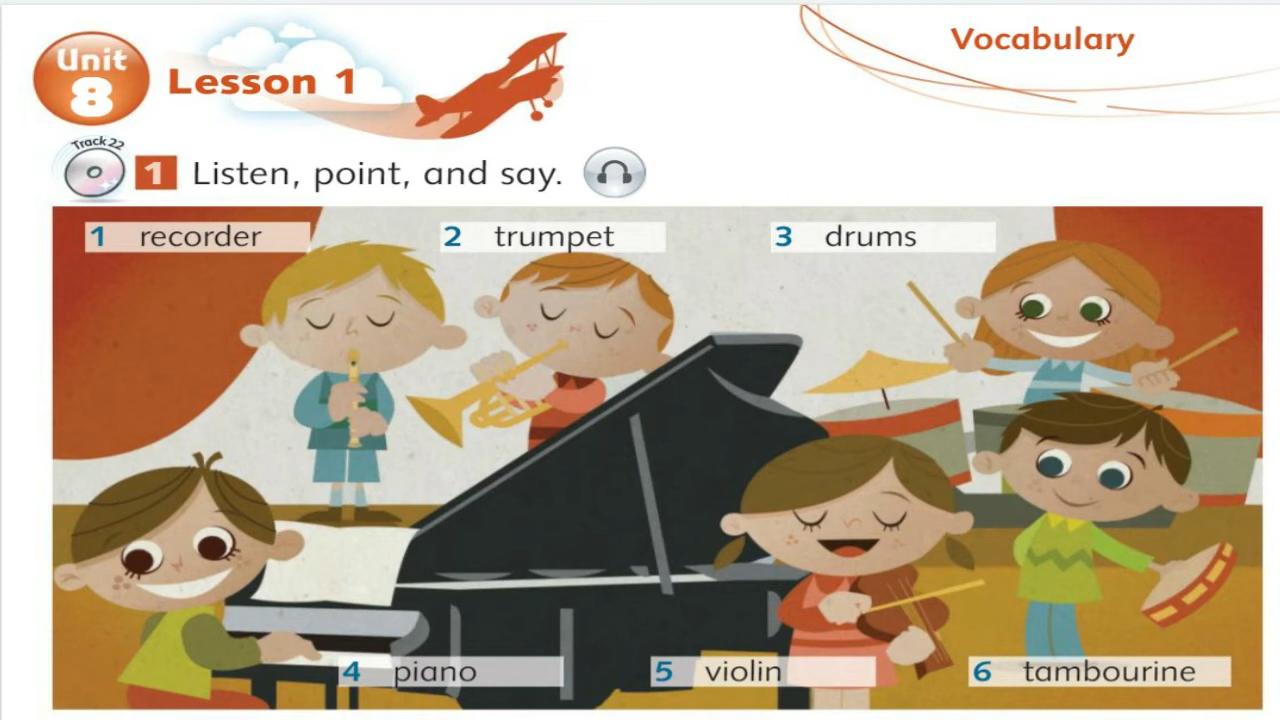 Vocabulary
Unit
8
Lesson 1
Track 22
1 Listen, point, and say.
1 recorder
2 trumpet
3 drums
4 piano
5 violin
6 tambourine